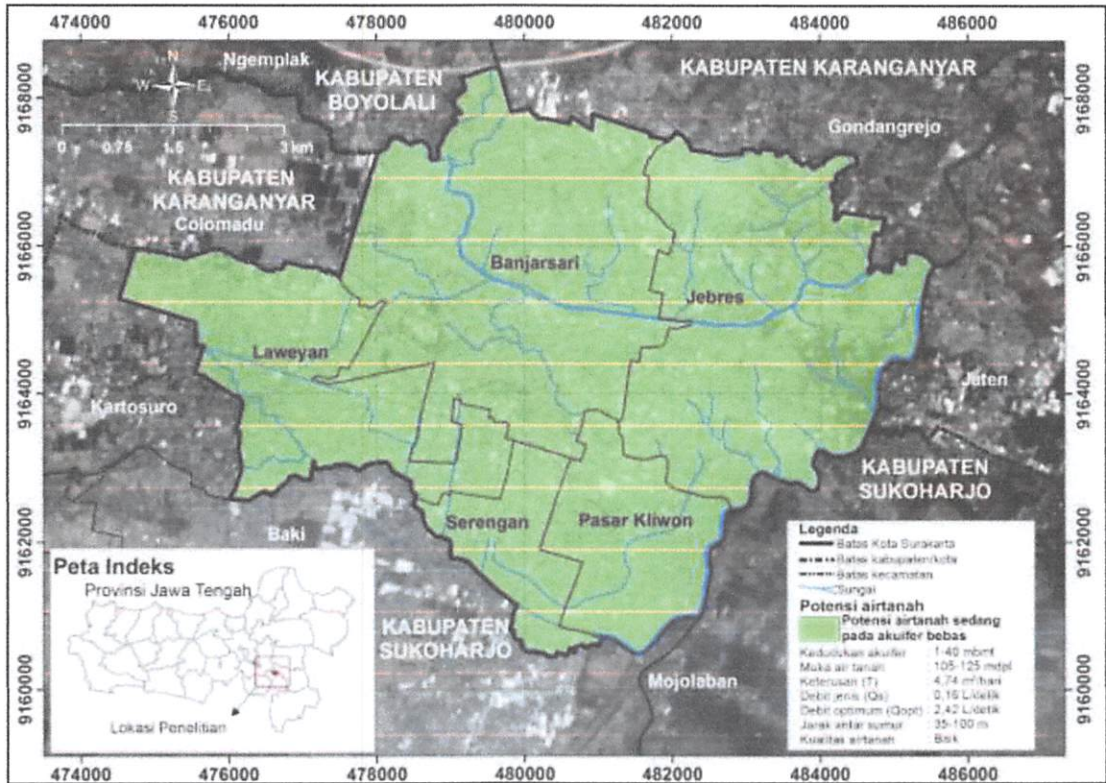 474000 476000 478000 480000 482000 484000 486000
9168000 9166000 9164000 9162000 9160000
9168000 9166000 9164000 9162000 9160000
N
W E
S
0 0,75 1,5 3 km
Ngemplak
KABUPATEN
BOYOLALI
KABUPATEN KARANGANYAR
Gondangrejo
KABUPATEN
KARANGANYAR
Colomadu
Banjarsari
Jebres
Laweyan
Kartosuro
Jaten
KABUPATEN
SUKOHARJO
Serengan
Pasar Kliwon
Baki
KABUPATEN
SUKOHARJO
Mojolaban
Peta Indeks
Provinsi Jawa Tengah
Lokasi Penelitian
Legenda
Batas Kota Surakarta
Batas kabupaten/kota
Batas kecamatan
Sungai
Potensi airtanah
Potensi airtanah sedang
pada akuifer bebas
Kedudukan akuifer : 1-40 mbmt
Muka air tanah : 105-125 mdpl
Keterusan (T) : 4,74 m²/hari
Debit jenis (Qs) : 0,16 L/detik
Debit optimum (Qopt) : 2,42 L/detik
Jarak antar sumur : 35-100 m
Kualitas airtanah : Baik
474000 476000 478000 480000 482000 484000 486000